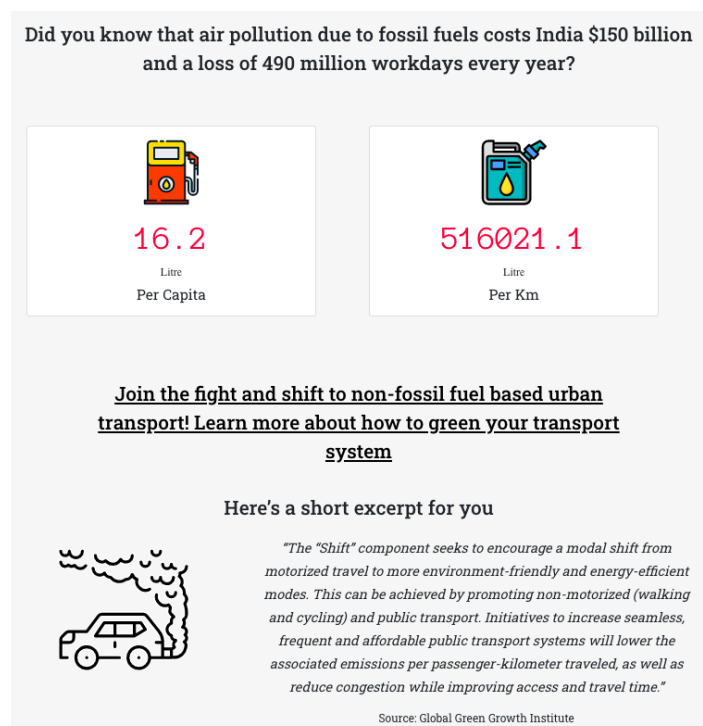 Did you know that air pollution due to fossil fuels costs India $150 billion
and a loss of 490 million workdays every year?
16.2
Litre
Per Capita
516021.1
Litre
Per Km
Join the fight and shift to non-fossil fuel based urban
transport! Learn more about how to green your transport
system
Here's a short excerpt for you
“The “Shift” component seeks to encourage a modal shift from
motorized travel to more environment-friendly and energy-efficient
modes. This can be achieved by promoting non-motorized (walking
and cycling) and public transport. Initiatives to increase seamless,
frequent and affordable public transport systems will lower the
associated emissions per passenger-kilometer traveled, as well as
reduce congestion while improving access and travel time.”
Source: Global Green Growth Institute